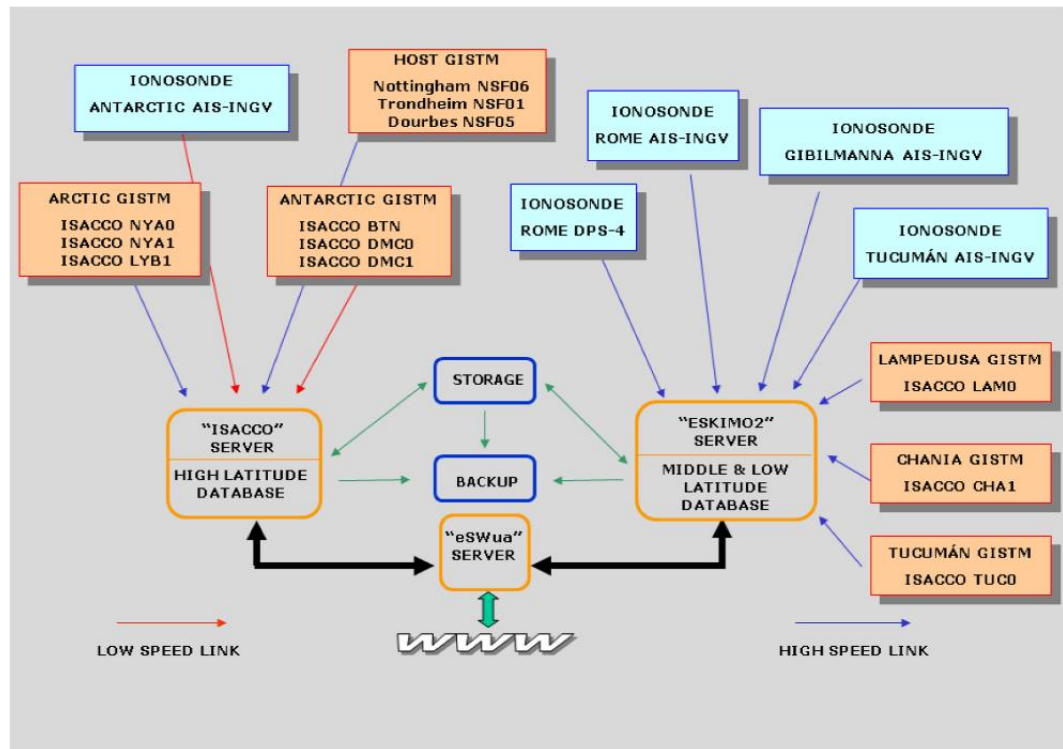 IONOSONDE
ANTARCTIC AIS-INGV
HOST GISTM
Nottingham NSF06
Trondheim NSF01
Dourbes NSF05
IONOSONDE
ROME AIS-INGV
IONOSONDE
GIBILMANNA AIS-INGV
ARCTIC GISTM
ISACCO NYA0
ISACCO NYA1
ISACCO LYB1
ANTARCTIC GISTM
ISACCO BTN
ISACCO DMC0
ISACCO DMC1
IONOSONDE
ROME DPS-4
IONOSONDE
TUCUMÁN AIS-INGV
LAMPEDUSA GISTM
ISACCO LAM0
CHANIA GISTM
ISACCO CHA1
TUCUMÁN GISTM
ISACCO TUC0
STORAGE
BACKUP
"ISACCO"
SERVER
HIGH LATITUDE
DATABASE
"ESKIMO2"
SERVER
MIDDLE & LOW
LATITUDE
DATABASE
"eSWua"
SERVER
WWW
LOW SPEED LINK
HIGH SPEED LINK